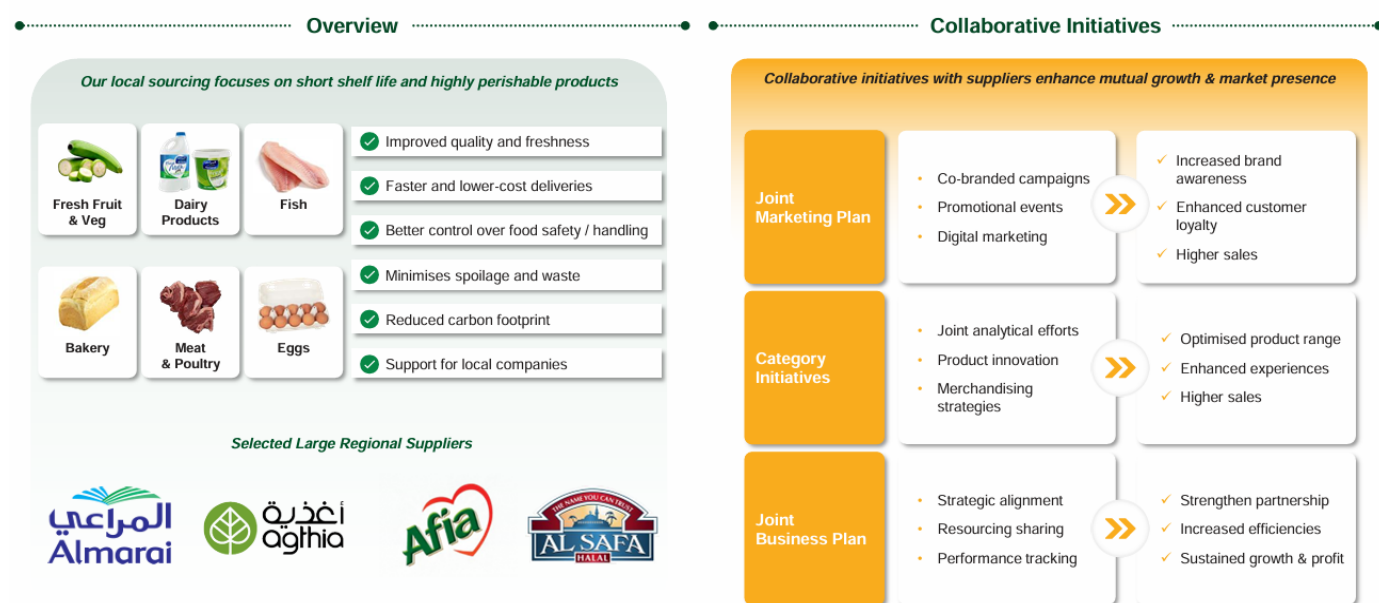 Overview
Our local sourcing focuses on short shelf life and highly perishable products
Fresh Fruit
& Veg
Dairy
Products
Fish
Bakery
Meat
& Poultry
Eggs
Improved quality and freshness
Faster and lower-cost deliveries
Better control over food safety / handling
Minimises spoilage and waste
Reduced carbon footprint
Support for local companies
Selected Large Regional Suppliers
المراعي
Almarai
أغذية
agthia
Afia
THE NAME YOU CAN TRUST
AL SAFA
HALAL
Collaborative Initiatives
Collaborative initiatives with suppliers enhance mutual growth & market presence
Joint
Marketing Plan
• Co-branded campaigns
• Promotional events
• Digital marketing
✓ Increased brand
awareness
✓ Enhanced customer
loyalty
✓ Higher sales
Category
Initiatives
• Joint analytical efforts
• Product innovation
• Merchandising
strategies
✓ Optimised product range
✓ Enhanced experiences
✓ Higher sales
Joint
Business Plan
• Strategic alignment
• Resourcing sharing
• Performance tracking
✓ Strengthen partnership
✓ Increased efficiencies
✓ Sustained growth & profit